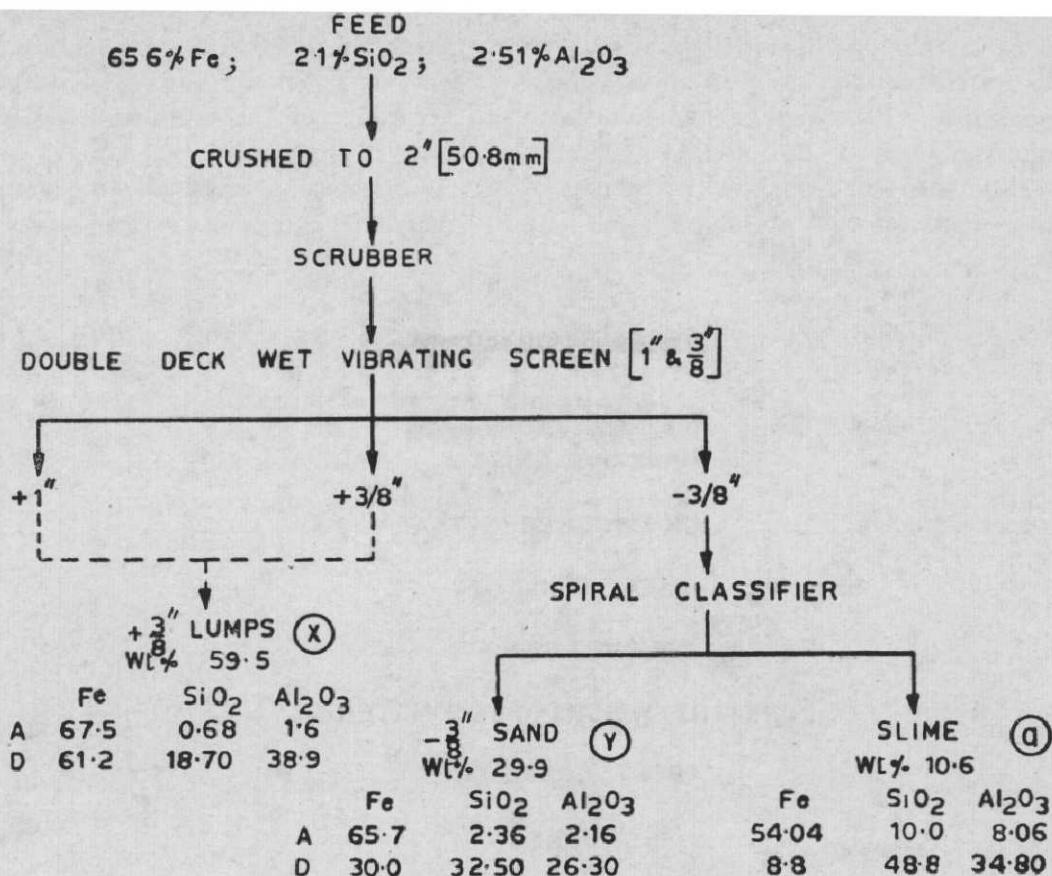 FEED
65 6% Fe; 2·1% SiO2; 2·51% Al2O3
CRUSHED TO 2" [50·8mm]
SCRUBBER
DOUBLE DECK WET VIBRATING SCREEN [1" & 3/8"]
+1" +3/8" -3/8"
SPIRAL CLASSIFIER
+3/8" LUMPS X
Wt% 59·5
Fe SiO2 Al2O3
A 67·5 0·68 1·6
D 61·2 18·70 38·9
-3/8" SAND Y
Wt% 29·9
Fe SiO2 Al2O3
A 65·7 2·36 2·16
D 30·0 32·50 26·30
SLIME a
Wt% 10·6
Fe SiO2 Al2O3
54·04 10·0 8·06
8·8 48·8 34·80